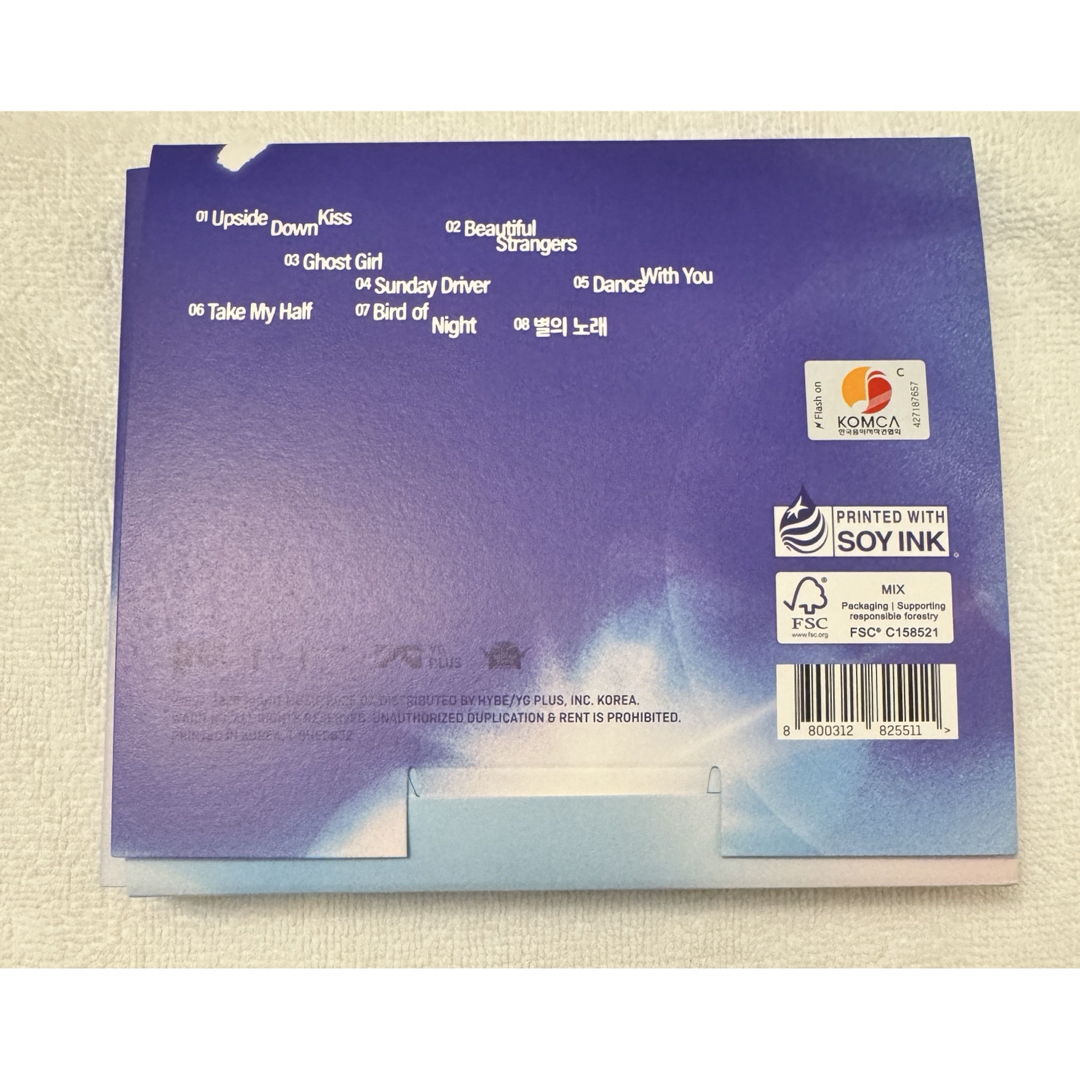 01 Upside Down Kiss
02 Beautiful Strangers
03 Ghost Girl
04 Sunday Driver
05 Dance With You
06 Take My Half
07 Bird of Night
08 별의 노래
Flash on
C
KOMCA
한국음악저작권협회
427187657
PRINTED WITH
SOY INK
FSC®
www.fsc.org
MIX
Packaging | Supporting
responsible forestry
FSC® C158521
PLUS
DISTRIBUTED BY HYBE/YG PLUS, INC. KOREA.
UNAUTHORIZED DUPLICATION & RENT IS PROHIBITED.
8 800312 825511 >